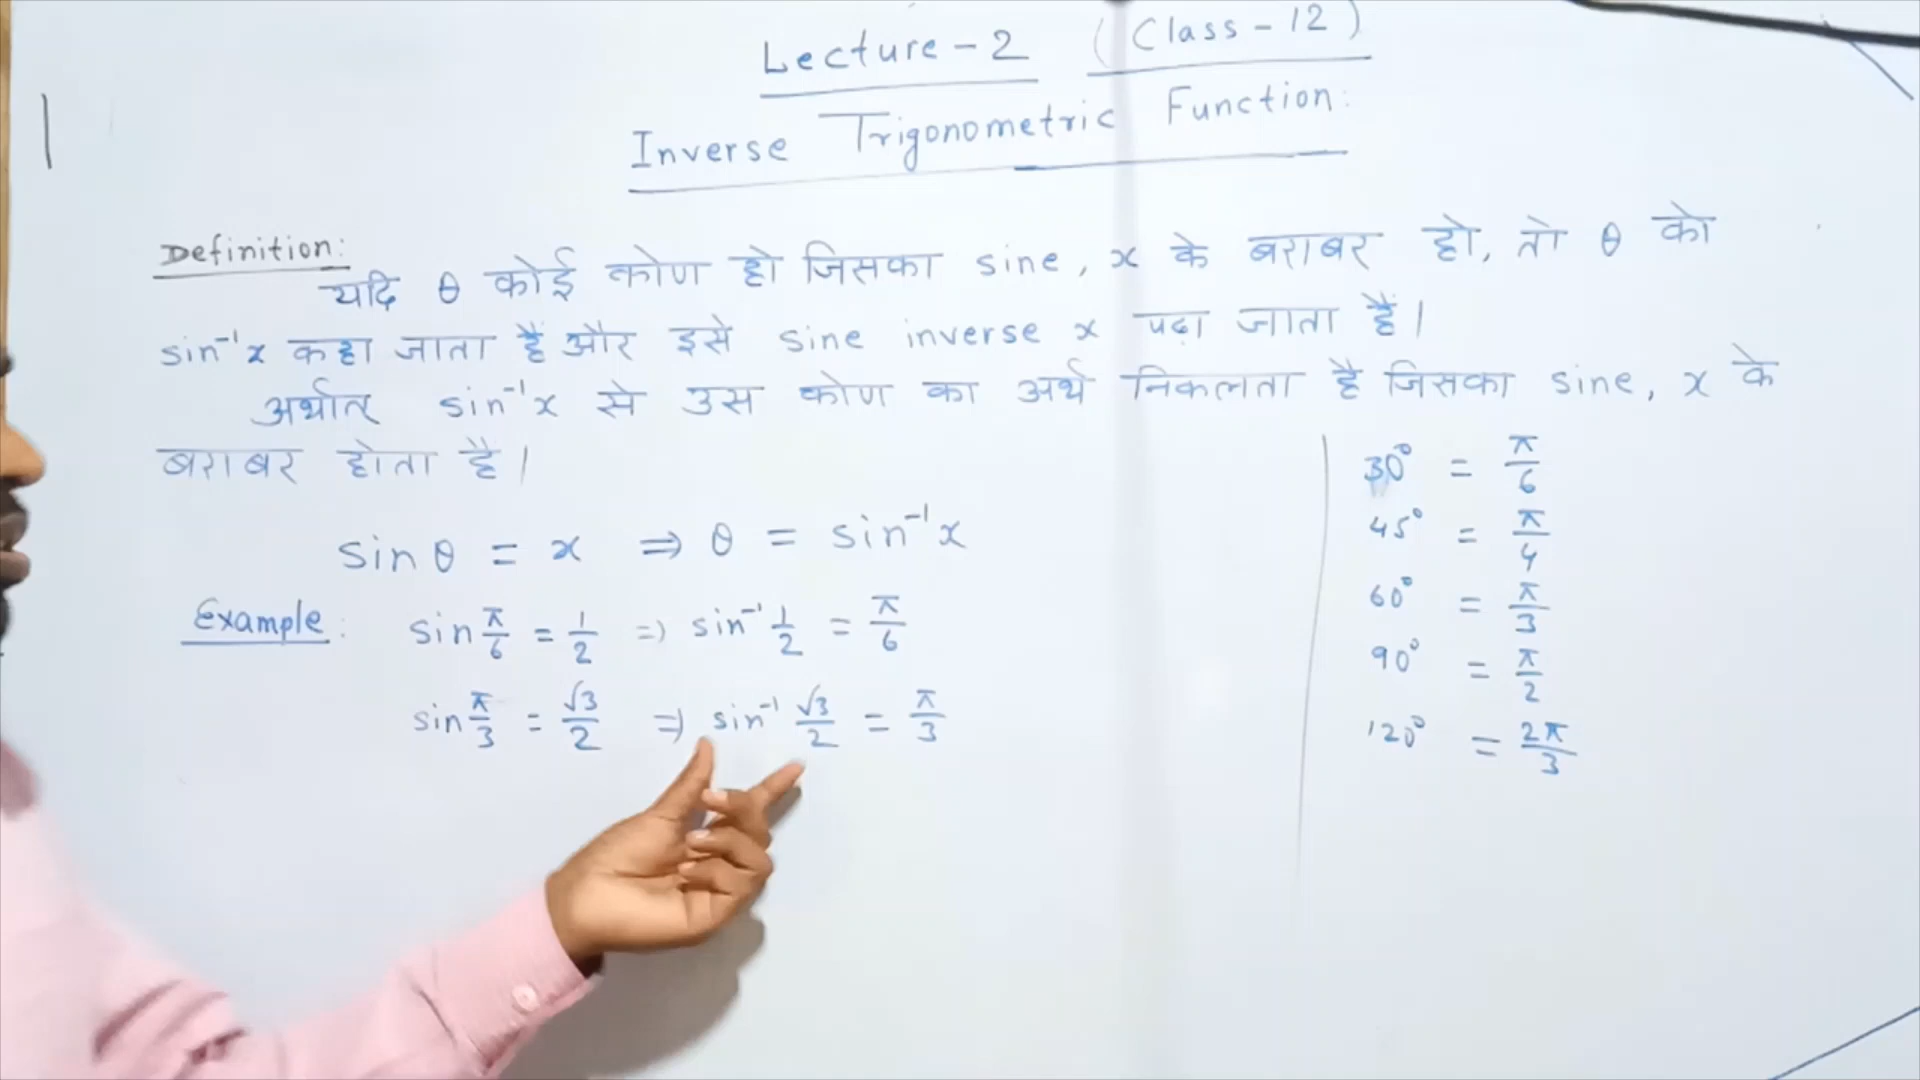 Lecture - 2 (Class - 12)
Inverse Trigonometric Function:
Definition:
यदि θ कोई कोण हो जिसका sine, x के बराबर हो, तो θ को
sin⁻¹x कहा जाता है और इसे sine inverse x पढ़ा जाता है।
अर्थात् sin⁻¹x से उस कोण का अर्थ निकलता है जिसका sine, x के
बराबर होता है।
sin θ = x ⇒ θ = sin⁻¹x
Example: sin π/6 = 1/2 ⇒ sin⁻¹ 1/2 = π/6
sin π/3 = √3/2 ⇒ sin⁻¹ √3/2 = π/3
30° = π/6
45° = π/4
60° = π/3
90° = π/2
120° = 2π/3